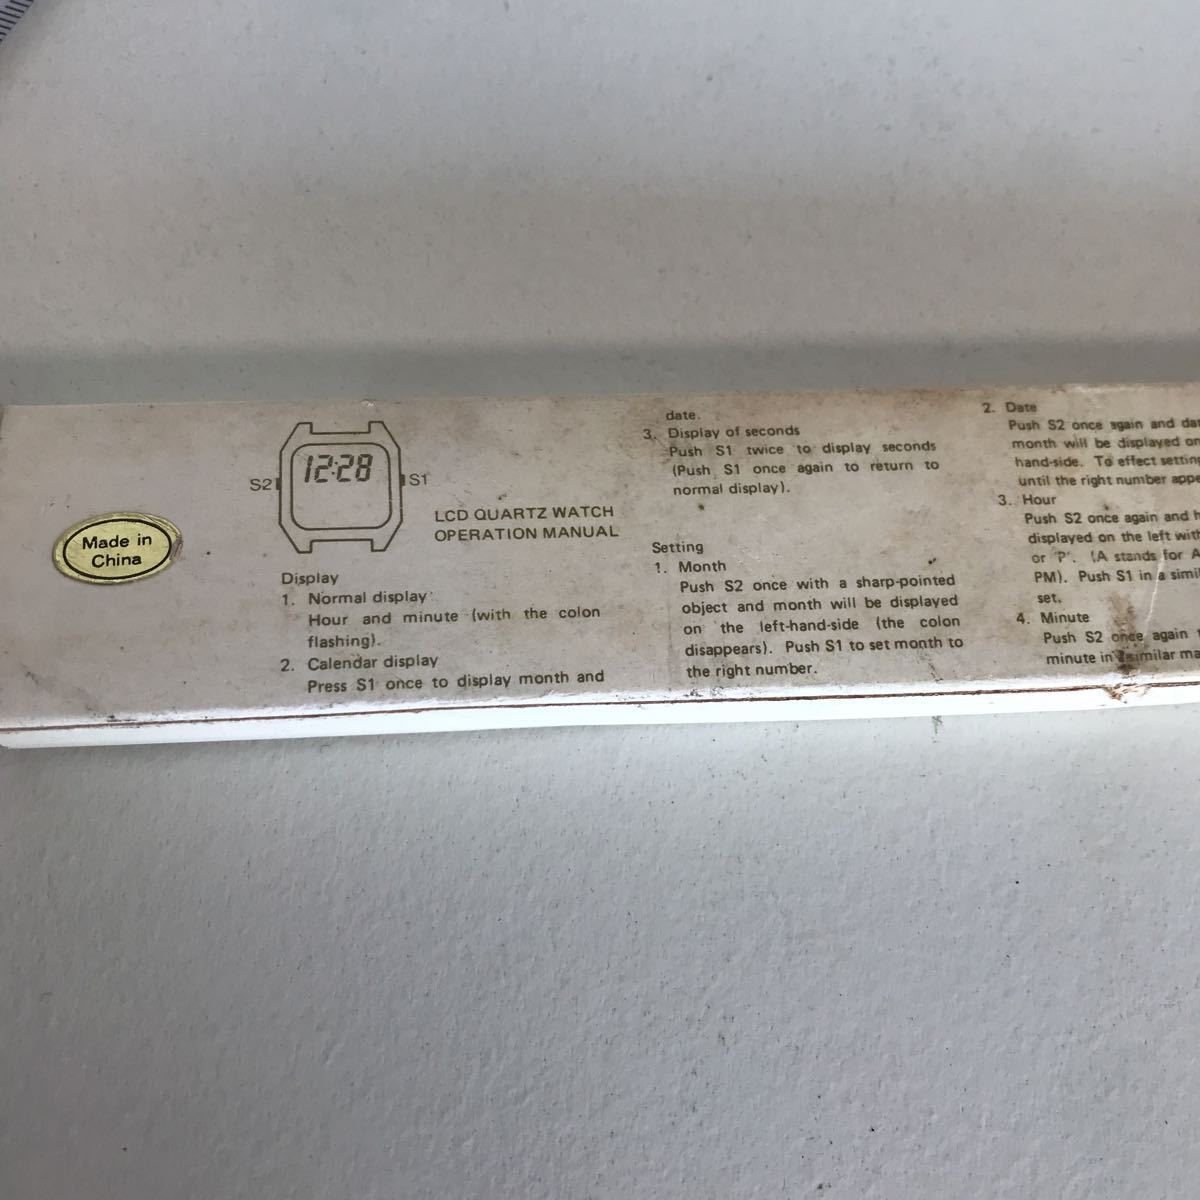 Made in
China
12:28
S2
S1
LCD QUARTZ WATCH
OPERATION MANUAL
Display
1. Normal display
Hour and minute (with the colon
flashing).
2. Calendar display
Press S1 once to display month and
date.
3. Display of seconds
Push S1 twice to display seconds
(Push S1 once again to return to
normal display).
Setting
1. Month
Push S2 once with a sharp-pointed
object and month will be displayed
on the left-hand-side (the colon
disappears). Push S1 to set month to
the right number.
2. Date
Push S2 once again and
month will be displayed
hand-side. To effect
until the right number
3. Hour
Push S2 once again and
displayed on the left
or 'P'. (A stands for
PM). Push S1 in a
set.
4. Minute
Push S2 once again
minute in similar